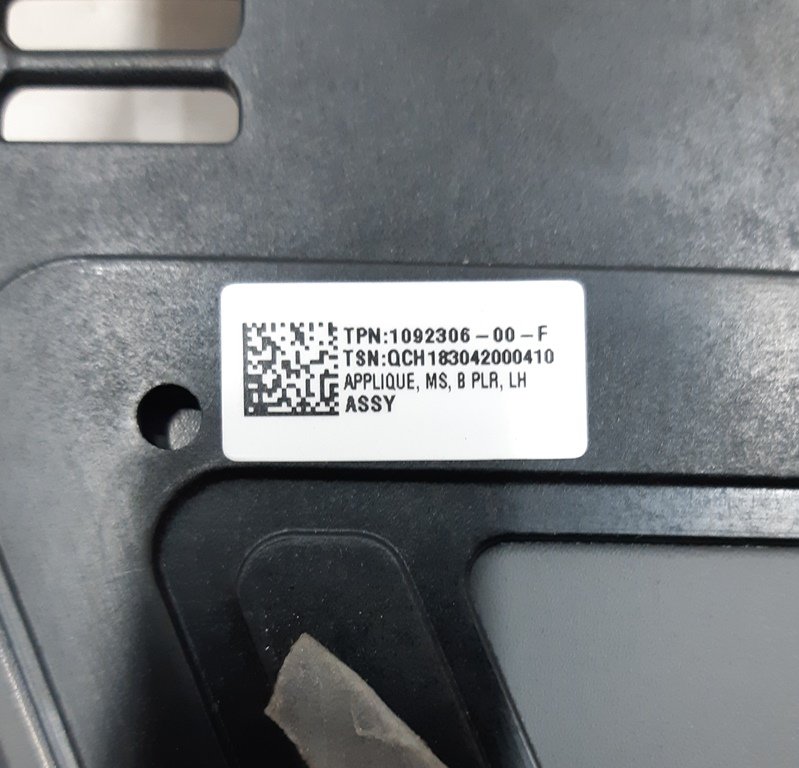 TPN:1092306-00-F
TSN:QCH183042000410
APPLIQUE, MS, B PLR, LH
ASSY